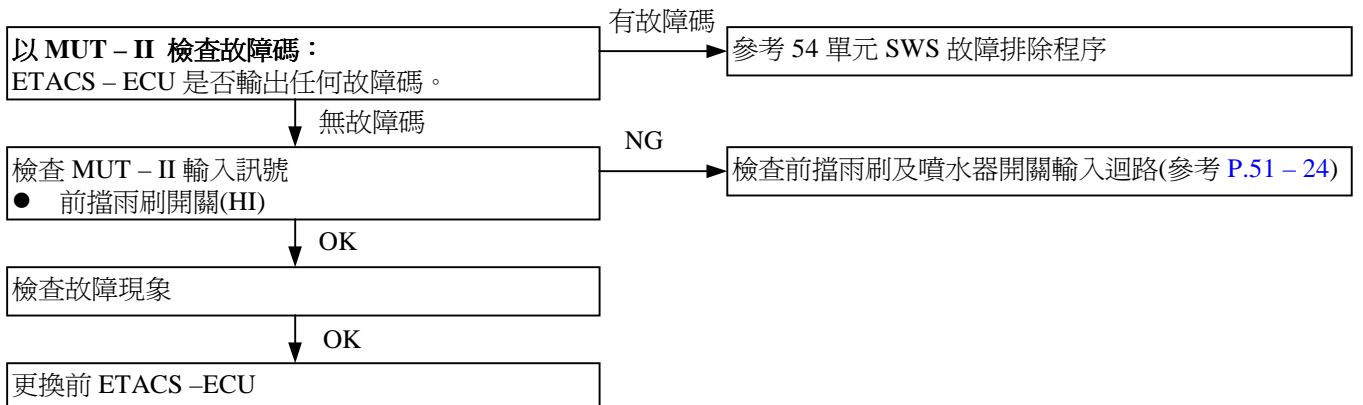 有故障碼
以 MUT – II 檢查故障碼：
ETACS – ECU 是否輸出任何故障碼。
參考 54 單元 SWS 故障排除程序
無故障碼
NG
檢查 MUT – II 輸入訊號
● 前擋雨刷開關(HI)
檢查前擋雨刷及噴水器開關輸入迴路(參考 P.51 – 24)
OK
檢查故障現象
OK
更換前 ETACS –ECU